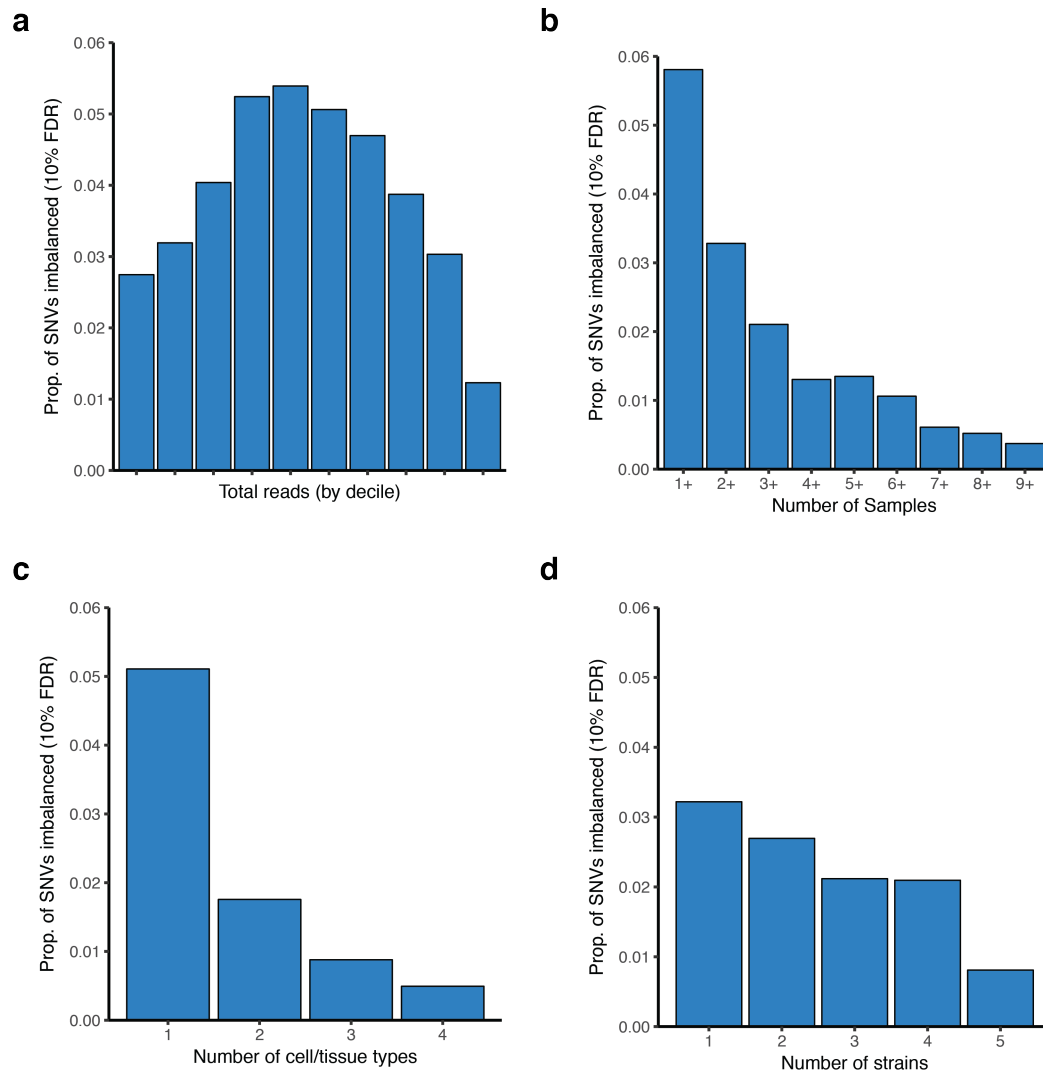 a
Prop. of SNVs imbalanced (10% FDR)
0.06
0.05
0.04
0.03
0.02
0.01
0.00
Total reads (by decile)
b
Prop. of SNVs imbalanced (10% FDR)
0.06
0.05
0.04
0.03
0.02
0.01
0.00
1+ 2+ 3+ 4+ 5+ 6+ 7+ 8+ 9+
Number of Samples
c
Prop. of SNVs imbalanced (10% FDR)
0.06
0.05
0.04
0.03
0.02
0.01
0.00
1 2 3 4
Number of cell/tissue types
d
Prop. of SNVs imbalanced (10% FDR)
0.06
0.05
0.04
0.03
0.02
0.01
0.00
1 2 3 4 5
Number of strains